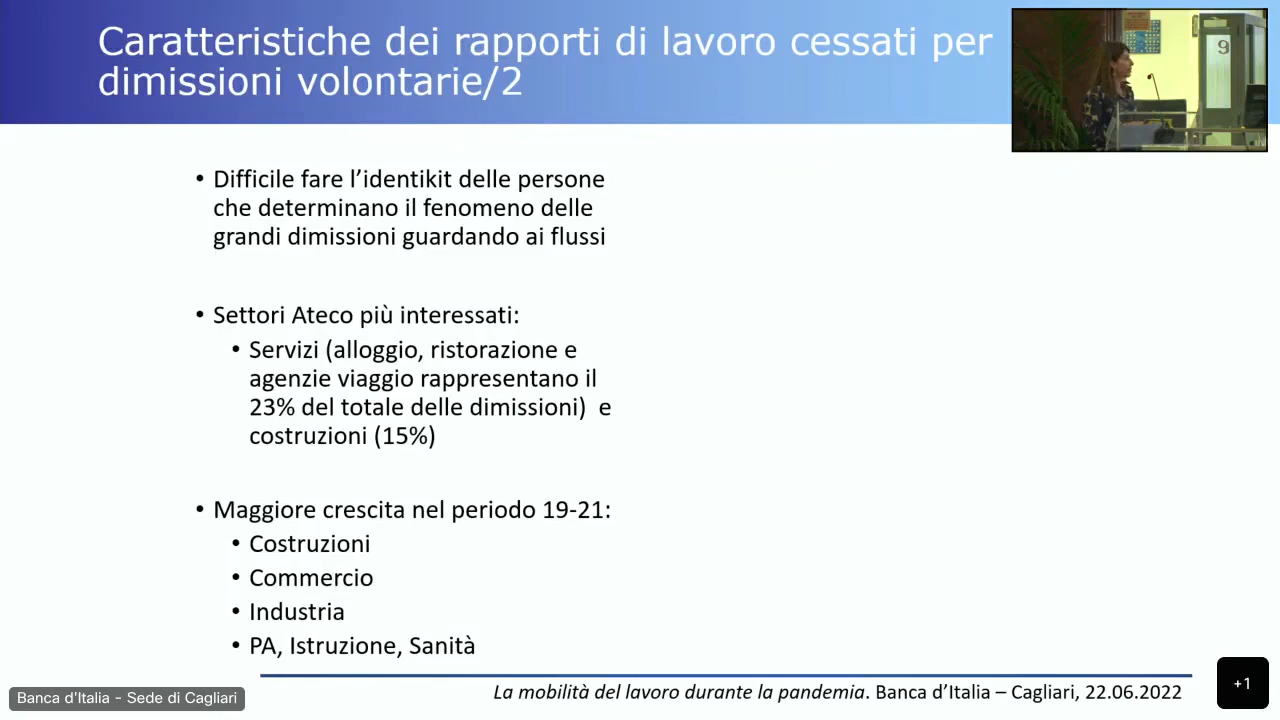 Caratteristiche dei rapporti di lavoro cessati per
dimissioni volontarie/2
9
• Difficile fare l’identikit delle persone
che determinano il fenomeno delle
grandi dimissioni guardando ai flussi
• Settori Ateco più interessati:
• Servizi (alloggio, ristorazione e
agenzie viaggio rappresentano il
23% del totale delle dimissioni)  e
costruzioni (15%)
• Maggiore crescita nel periodo 19-21:
• Costruzioni
• Commercio
• Industria
• PA, Istruzione, Sanità
La mobilità del lavoro durante la pandemia. Banca d’Italia – Cagliari, 22.06.2022
Banca d'Italia - Sede di Cagliari
+1